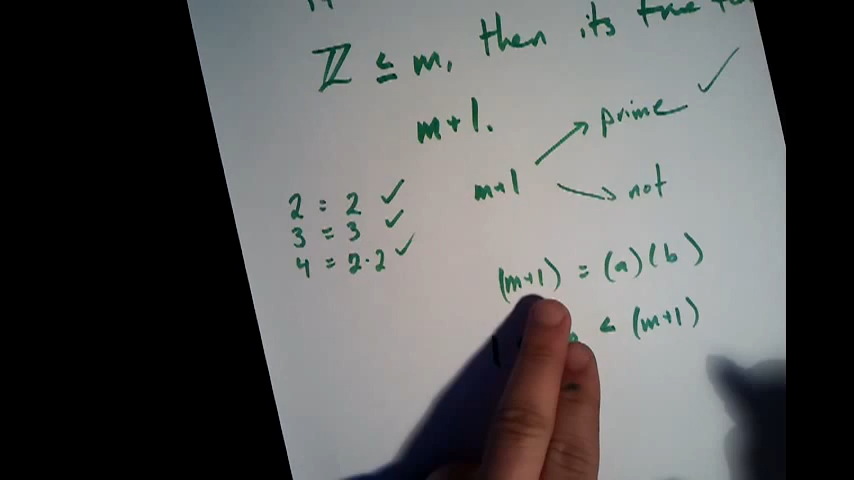 ℤ ≤ m, then its true
m+1.
m+1 → prime ✓
→ not
2 = 2 ✓
3 = 3 ✓
4 = 2·2 ✓
(m+1) = (a)(b)
< (m+1)